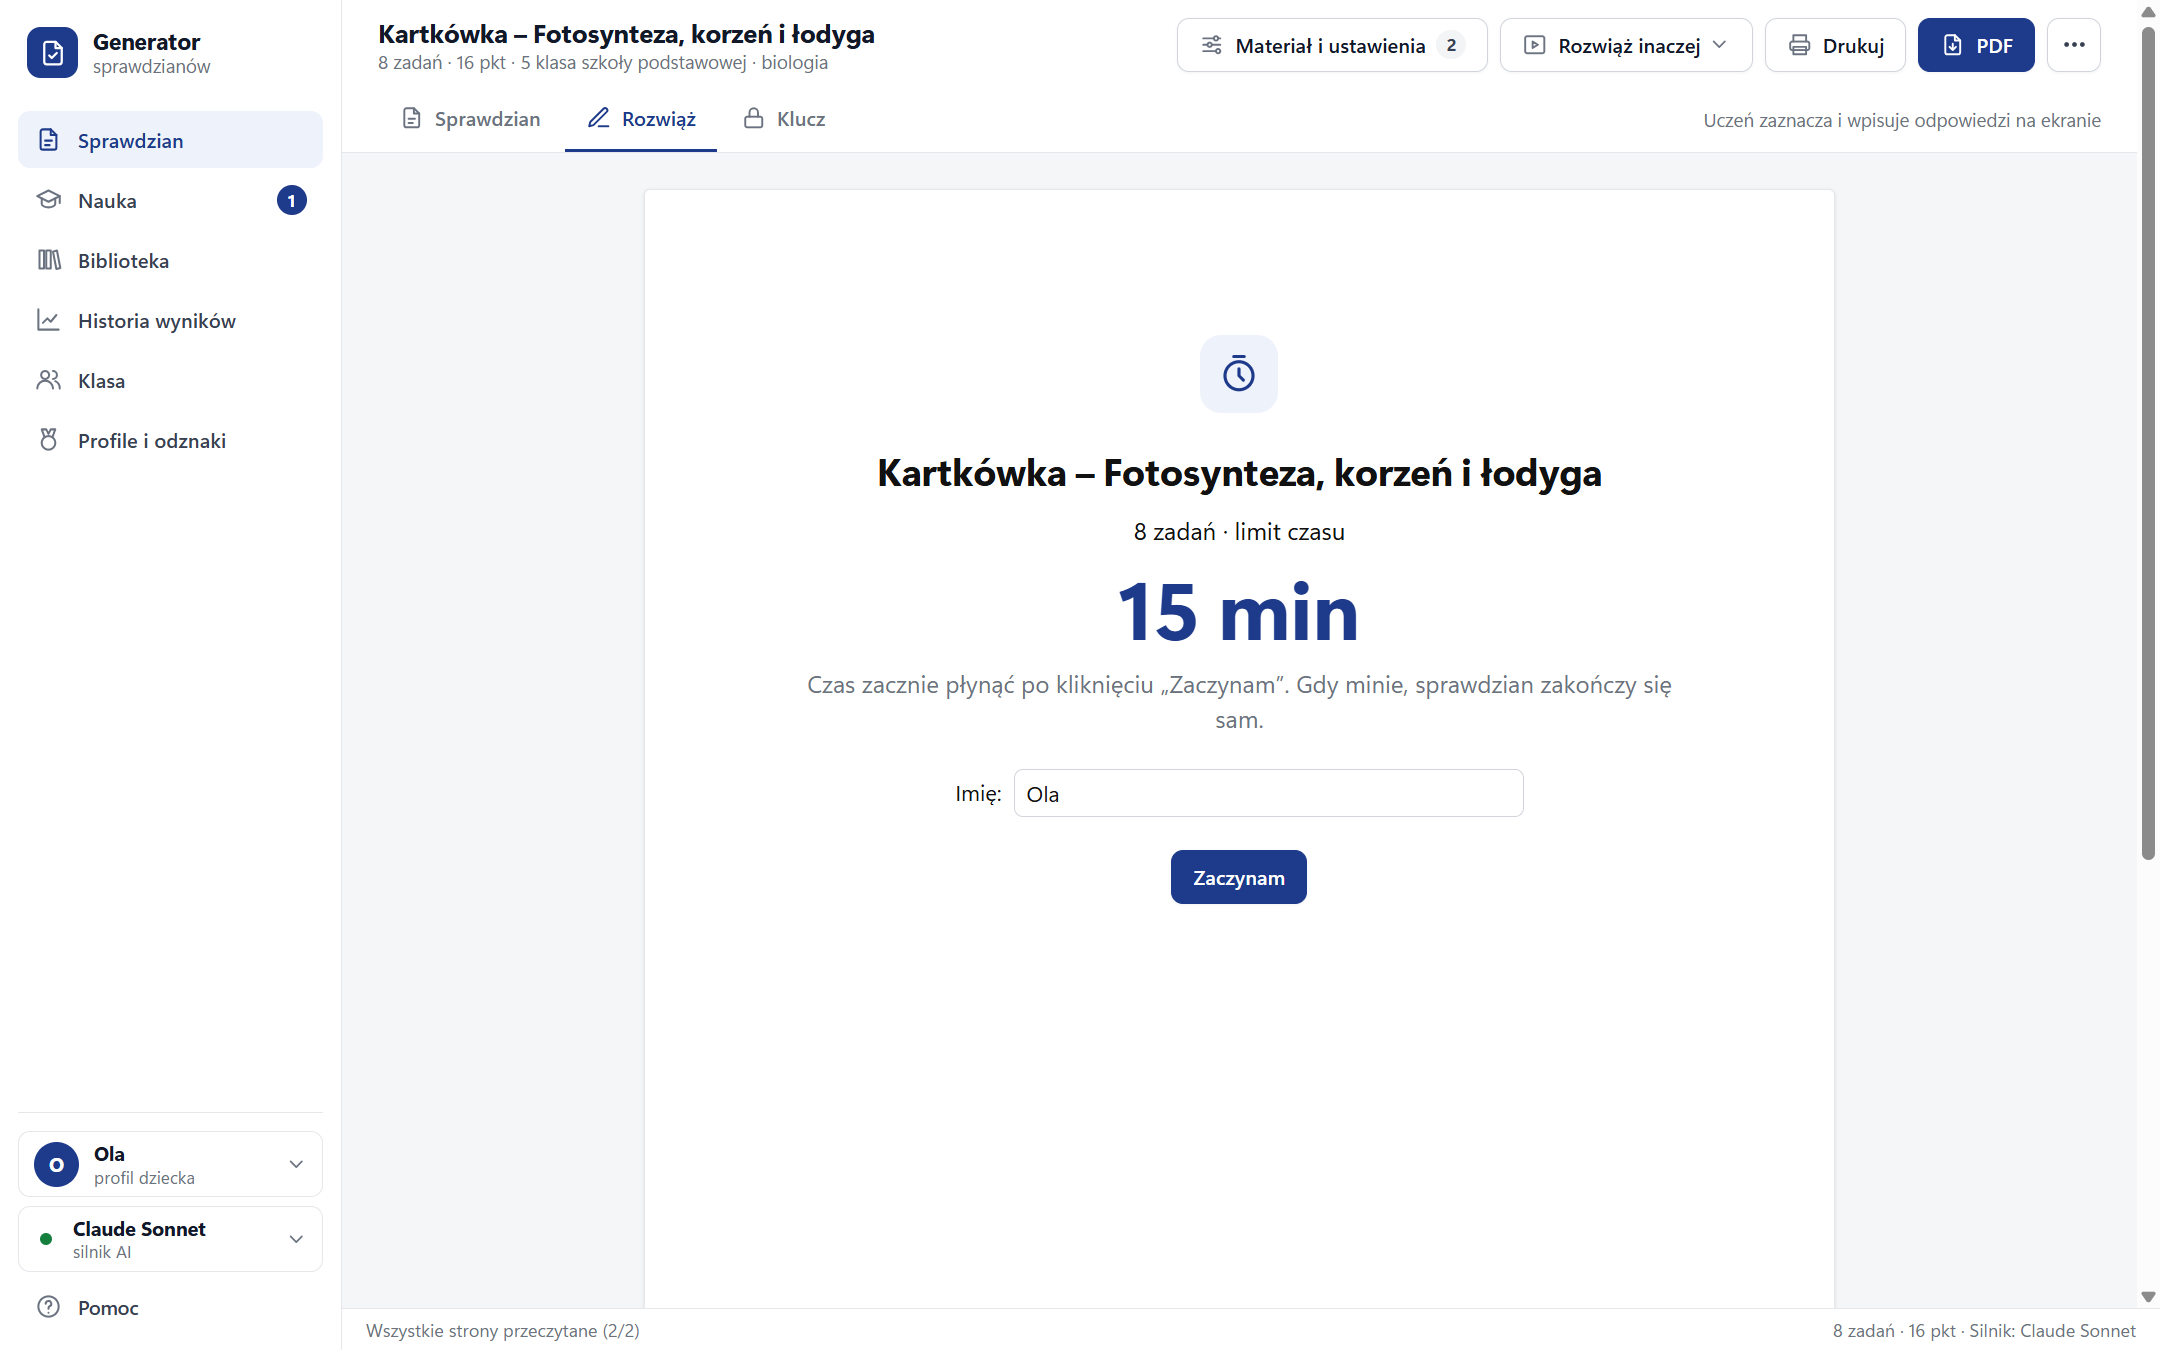 Generator
sprawdzianów
Sprawdzian
Nauka
1
Biblioteka
Historia wyników
Klasa
Profile i odznaki
O
Ola
profil dziecka
Claude Sonnet
silnik AI
Pomoc
Kartkówka – Fotosynteza, korzeń i łodyga
8 zadań · 16 pkt · 5 klasa szkoły podstawowej · biologia
Materiał i ustawienia 2
Rozwiąż inaczej
Drukuj
PDF
Sprawdzian
Rozwiąż
Klucz
Uczeń zaznacza i wpisuje odpowiedzi na ekranie
Kartkówka – Fotosynteza, korzeń i łodyga
8 zadań · limit czasu
15 min
Czas zacznie płynąć po kliknięciu „Zaczynam”. Gdy minie, sprawdzian zakończy się
sam.
Imię: Ola
Zaczynam
Wszystkie strony przeczytane (2/2)
8 zadań · 16 pkt · Silnik: Claude Sonnet